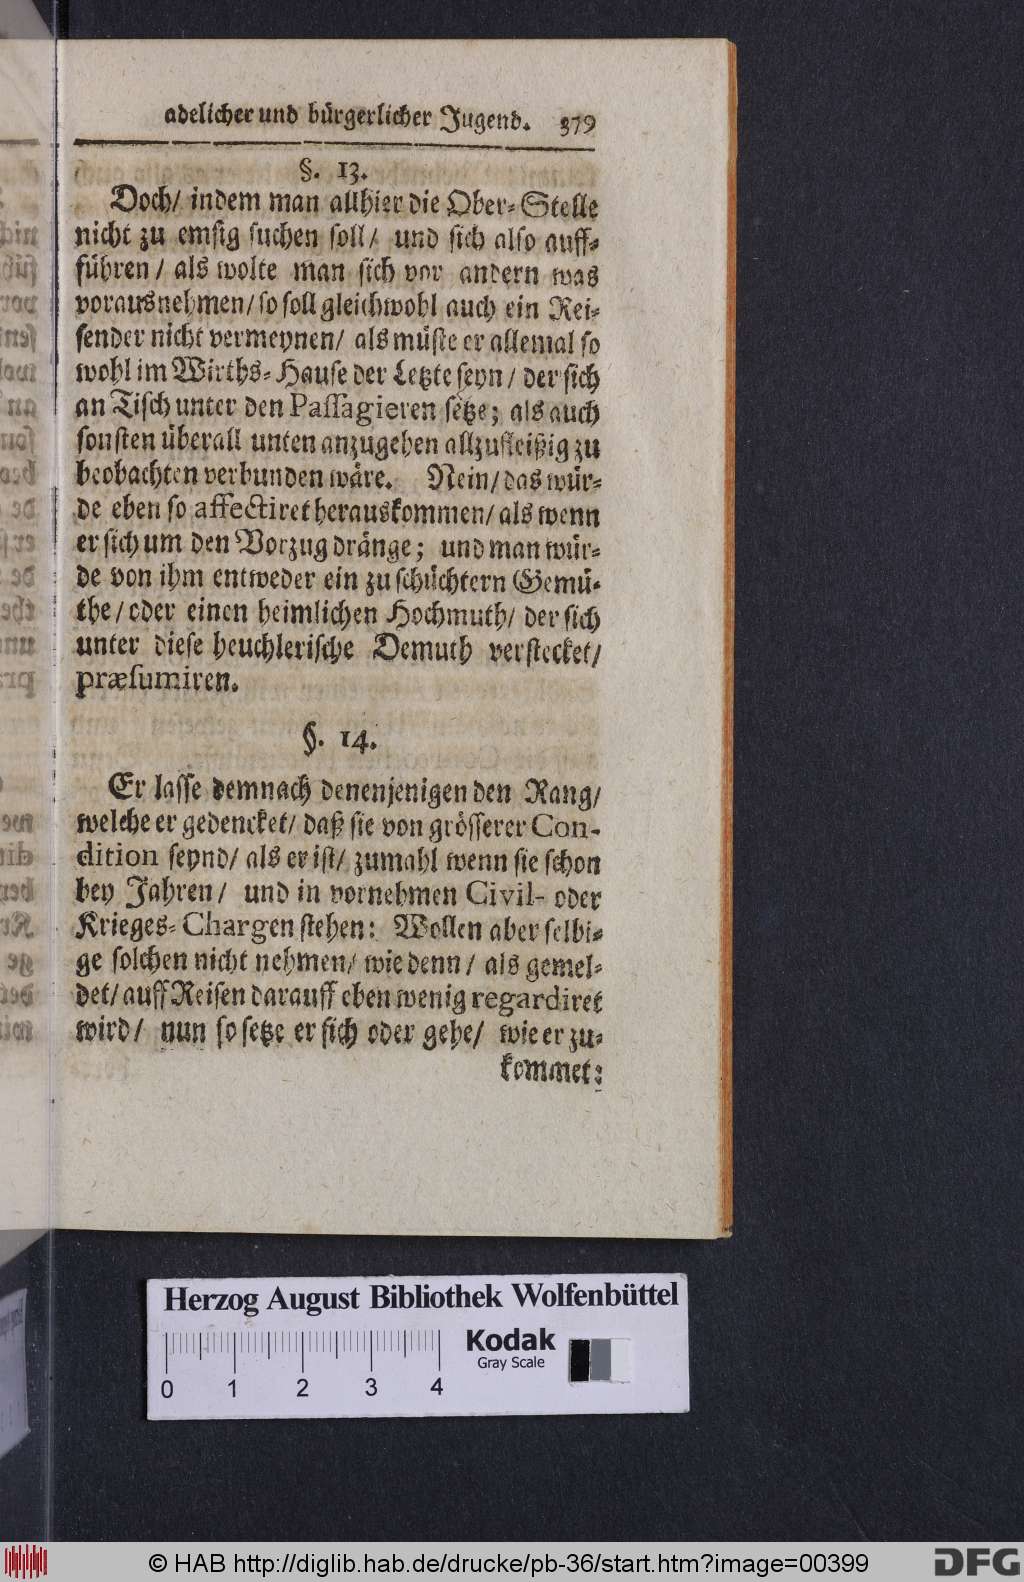 adelicher und bürgerlicher Jugend. 379
§. 13.
Doch/ indem man allhier die Ober-Stelle
nicht zu emsig suchen soll/ und sich also auff-
führen/ als wolte man sich vor andern was
vorausnehmen/ so soll gleichwohl auch ein Rei-
sender nicht vermeynen/ als müste er allemal so
wohl im Wirths-Hause der Letzte seyn/ der sich
an Tisch unter den Passagieren setze; als auch
sonsten überall unten anzugehen allzufleißig zu
beobachten verbunden wäre. Nein/ das wür-
de eben so affectiret herauskommen/ als wenn
er sich um den Vorzug dränge; und man wür-
de von ihm entweder ein zu schüchtern Gemü-
the/ oder einen heimlichen Hochmuth/ der sich
unter diese heuchlerische Demuth verstecket/
præsumiren.
§. 14.
Er lasse demnach denenjenigen den Rang/
welche er gedencket/ daß sie von grösserer Con-
dition seynd/ als er ist/ zumahl wenn sie schon
bey Jahren/ und in vornehmen Civil- oder
Krieges-Chargen stehen: Wollen aber selbi-
ge solchen nicht nehmen/ wie denn/ als gemel-
det/ auff Reisen darauff eben wenig regardiret
wird/ nun so setze er sich oder gehe/ wie er zu-
kommet:
Herzog August Bibliothek Wolfenbüttel
Kodak
Gray Scale
0 1 2 3 4
© HAB http://diglib.hab.de/drucke/pb-36/start.htm?image=00399
DFG